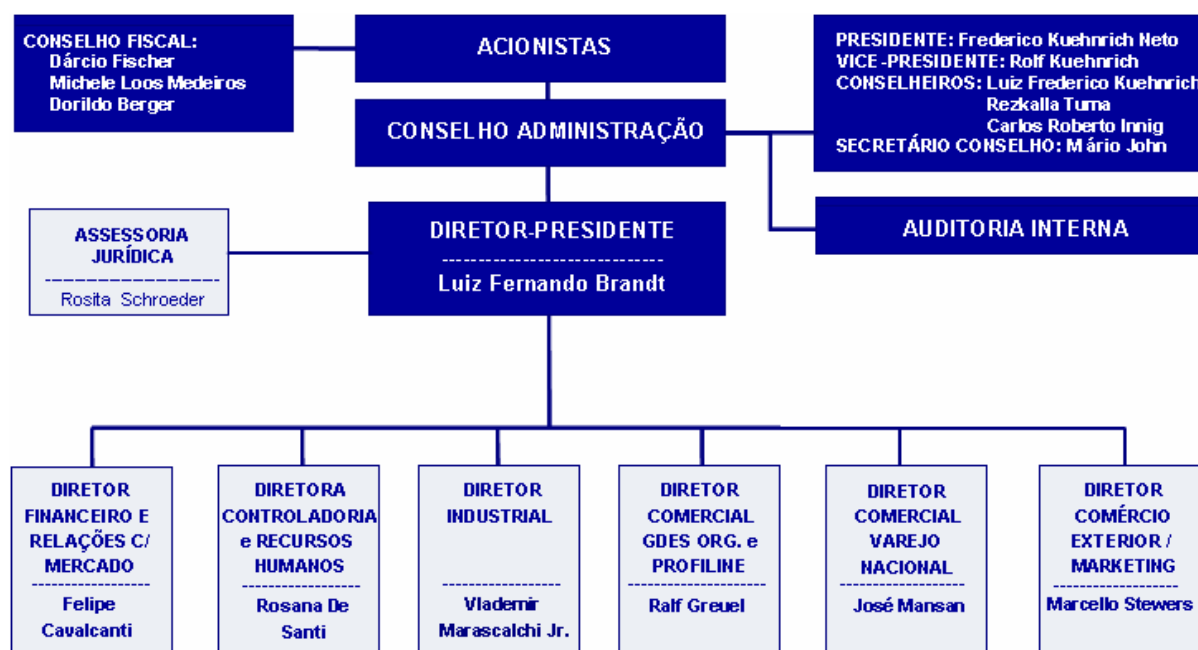 CONSELHO FISCAL:
Dárcio Fischer
Michele Loos Medeiros
Dorildo Berger
ACIONISTAS
CONSELHO ADMINISTRAÇÃO
PRESIDENTE: Frederico Kuehnrich Neto
VICE-PRESIDENTE: Rolf Kuehnrich
CONSELHEIROS: Luiz Frederico Kuehnrich
Rezkalla Tuma
Carlos Roberto Innig
SECRETÁRIO CONSELHO: Mário John
AUDITORIA INTERNA
ASSESSORIA
JURÍDICA
Rosita Schroeder
DIRETOR-PRESIDENTE
Luiz Fernando Brandt
DIRETOR
FINANCEIRO E
RELAÇÕES C/
MERCADO
Felipe
Cavalcanti
DIRETORA
CONTROLADORIA
e RECURSOS
HUMANOS
Rosana De
Santi
DIRETOR
INDUSTRIAL
Vlademir
Marascalchi Jr.
DIRETOR
COMERCIAL
GDES ORG. e
PROFILINE
Ralf Greuel
DIRETOR
COMERCIAL
VAREJO
NACIONAL
José Mansan
DIRETOR
COMÉRCIO
EXTERIOR /
MARKETING
Marcello Stewers